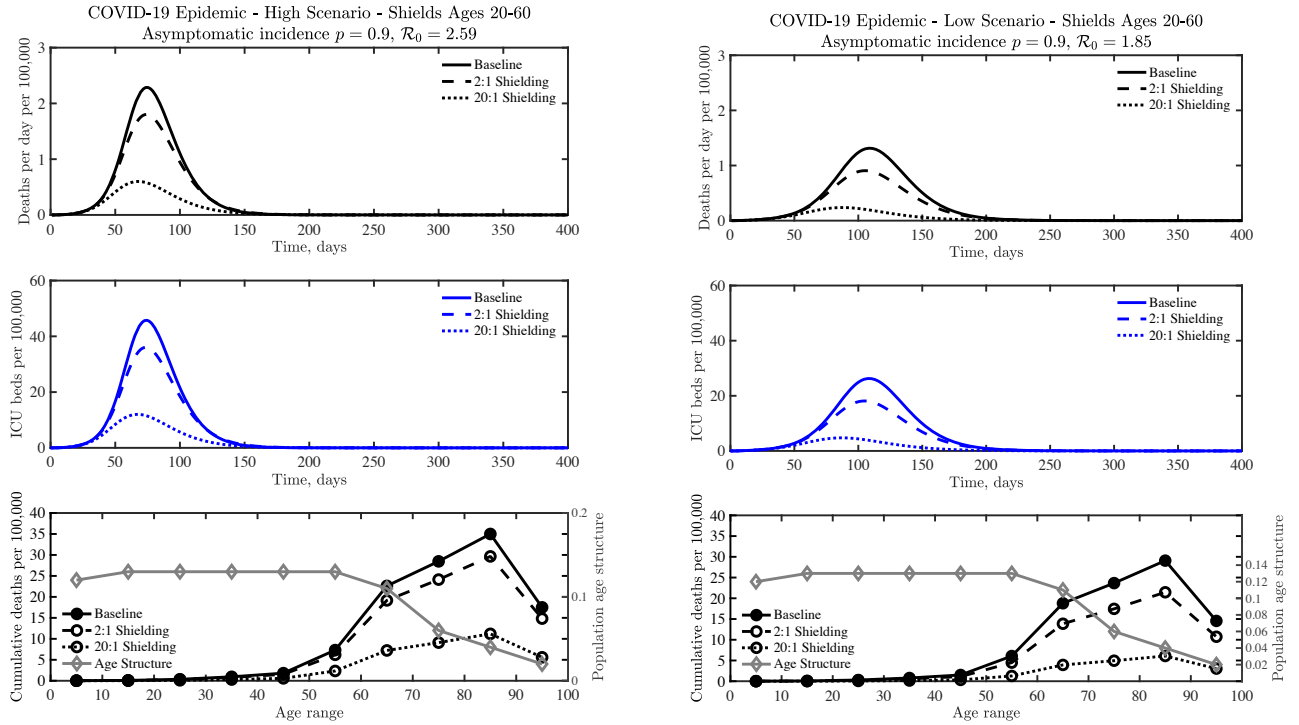 COVID-19 Epidemic - High Scenario - Shields Ages 20-60
Asymptomatic incidence p = 0.9, R₀ = 2.59
Deaths per day per 100,000
3
2
1
0
Baseline
2:1 Shielding
20:1 Shielding
0 50 100 150 200 250 300 350 400
Time, days
ICU beds per 100,000
60
40
20
0
Baseline
2:1 Shielding
20:1 Shielding
0 50 100 150 200 250 300 350 400
Time, days
Cumulative deaths per 100,000
40
35
30
25
20
15
10
5
0
Baseline
2:1 Shielding
20:1 Shielding
Age Structure
0.2
0.1
0
Population age structure
0 10 20 30 40 50 60 70 80 90 100
Age range
COVID-19 Epidemic - Low Scenario - Shields Ages 20-60
Asymptomatic incidence p = 0.9, R₀ = 1.85
Deaths per day per 100,000
3
2
1
0
Baseline
2:1 Shielding
20:1 Shielding
0 50 100 150 200 250 300 350 400
Time, days
ICU beds per 100,000
60
40
20
0
Baseline
2:1 Shielding
20:1 Shielding
0 50 100 150 200 250 300 350 400
Time, days
Cumulative deaths per 100,000
40
35
30
25
20
15
10
5
0
Baseline
2:1 Shielding
20:1 Shielding
Age Structure
0.14
0.12
0.1
0.08
0.06
0.04
0.02
Population age structure
0 10 20 30 40 50 60 70 80 90 100
Age range